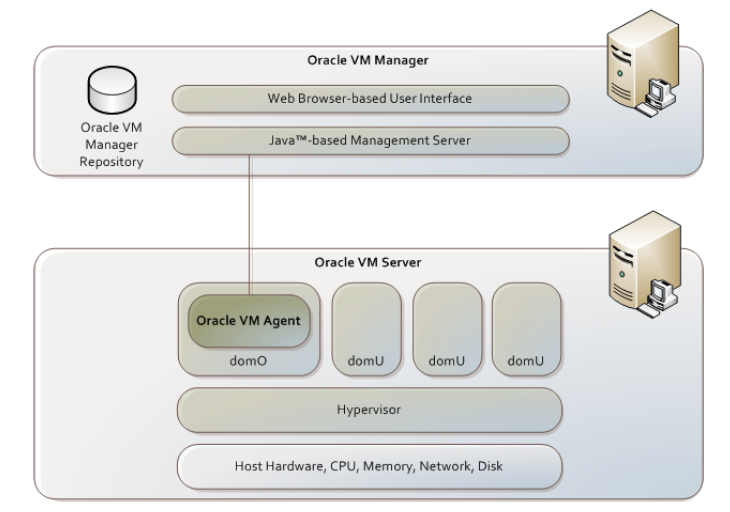 Oracle VM Manager
Web Browser-based User Interface
Oracle VM
Manager
Repository
Java™-based Management Server
Oracle VM Server
Oracle VM Agent
domO
domU
domU
domU
Hypervisor
Host Hardware, CPU, Memory, Network, Disk